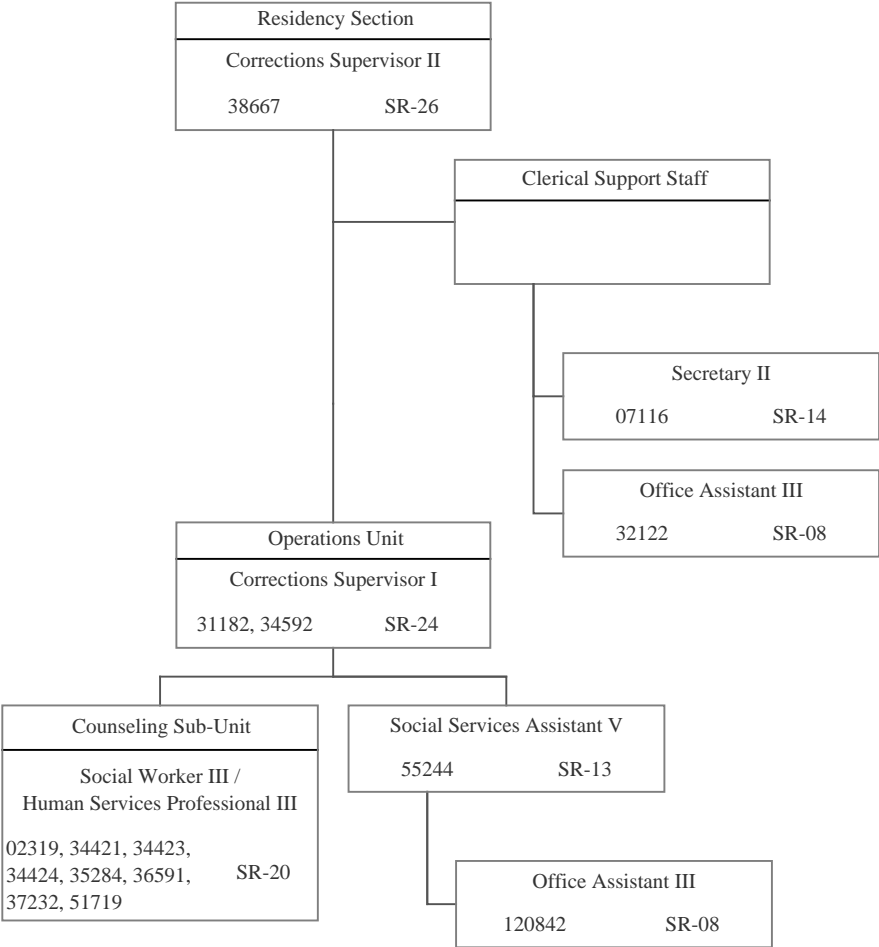 Residency Section
Corrections Supervisor II
38667 SR-26
Clerical Support Staff
Secretary II
07116 SR-14
Office Assistant III
32122 SR-08
Operations Unit
Corrections Supervisor I
31182, 34592 SR-24
Counseling Sub-Unit
Social Worker III /
Human Services Professional III
02319, 34421, 34423,
34424, 35284, 36591,
37232, 51719
SR-20
Social Services Assistant V
55244 SR-13
Office Assistant III
120842 SR-08